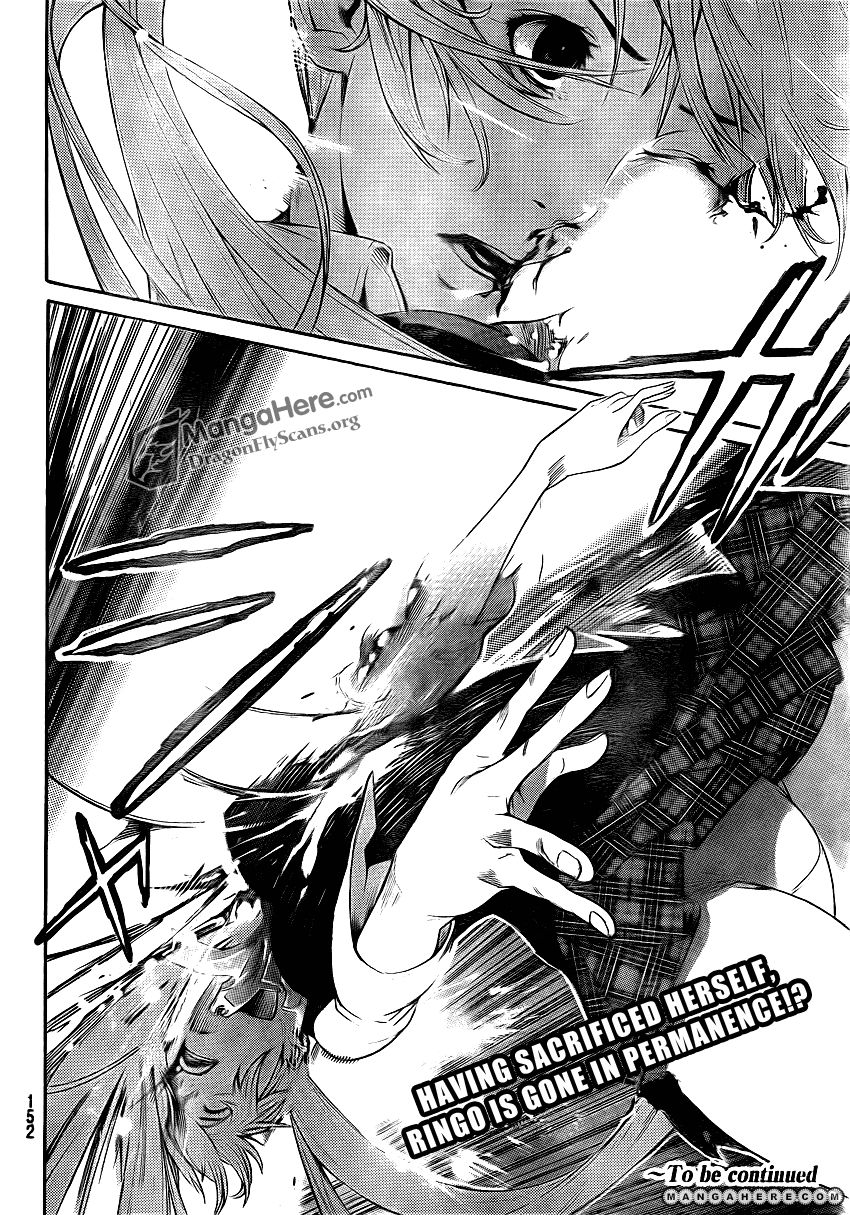 MangaHere.com
DragonFlyScans.org
HAVING SACRIFICED HERSELF,
RINGO IS GONE IN PERMANENCE!?
152
~To be continued
MANGAHERE.COM